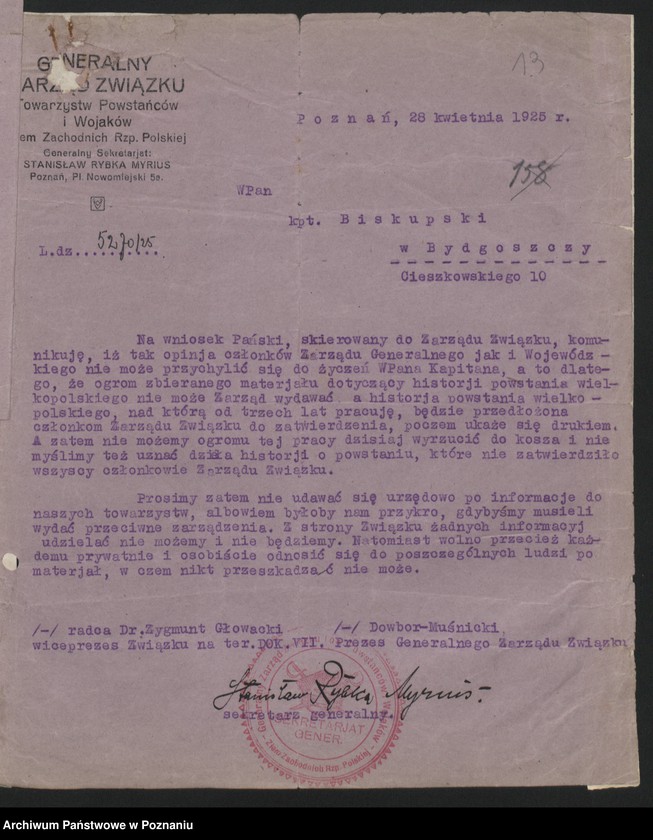 GENERALNY
ZARZĄD ZWIĄZKU
Towarzystw Powstańców
i Wojaków
Ziem Zachodnich Rzp. Polskiej
Generalny Sekretarjat:
STANISŁAW RYBKA MYRIUS
Poznań, Pl. Nowomiejski 5a.
13
Poznań, 28 kwietnia 1925 r.
158
WPan
kpt. Biskupski
w Bydgoszczy
Cieszkowskiego 10
L.dz. 5270/25
Na wniosek Pański, skierowany do Zarządu Związku, komu-
nikuję, iż tak opinja członków Zarządu Generalnego jak i Wojewódz -
kiego nie może przychylić się do życzeń WPana Kapitana, a to dlate-
go, że ogrom zbieranego materjału dotyczący historji powstania wiel-
kopolskiego nie może Zarząd wydawać a historja powstania wielko -
polskiego, nad którą od trzech lat pracuję, będzie przedłożona
członkom Zarządu Związku do zatwierdzenia, poczem ukaże się drukiem.
A zatem nie możemy ogromu tej pracy dzisiaj wyrzucić do kosza i nie
myślimy też uznać dzieła historji o powstaniu, które nie zatwierdziło
wszyscy członkowie Zarządu Związku.
Prosimy zatem nie udawać się urzędowo po informacje do
naszych towarzystw, albowiem byłoby nam przykro, gdybyśmy musieli
wydać przeciwne zarządzenia. Z strony Związku żadnych informacyj
udzielać nie możemy i nie będziemy. Natomiast wolno przecież każ-
demu prywatnie i osobiście odnosić się do poszczególnych ludzi po
materjał, w czem nikt przeszkadzać nie może.
/-/ radca Dr.Zygmunt Głowacki /-/ Dowbor-Muśnicki
wiceprezes Związku na ter.DOK.VII. Prezes Generalnego Zarządu Związku
Stanisław Rybka Myrius.
sekretarz generalny.
SEKRETARJAT
GENER.
Ziem Zachodnich Rzp. Polskiej
Archiwum Państwowe w Poznaniu